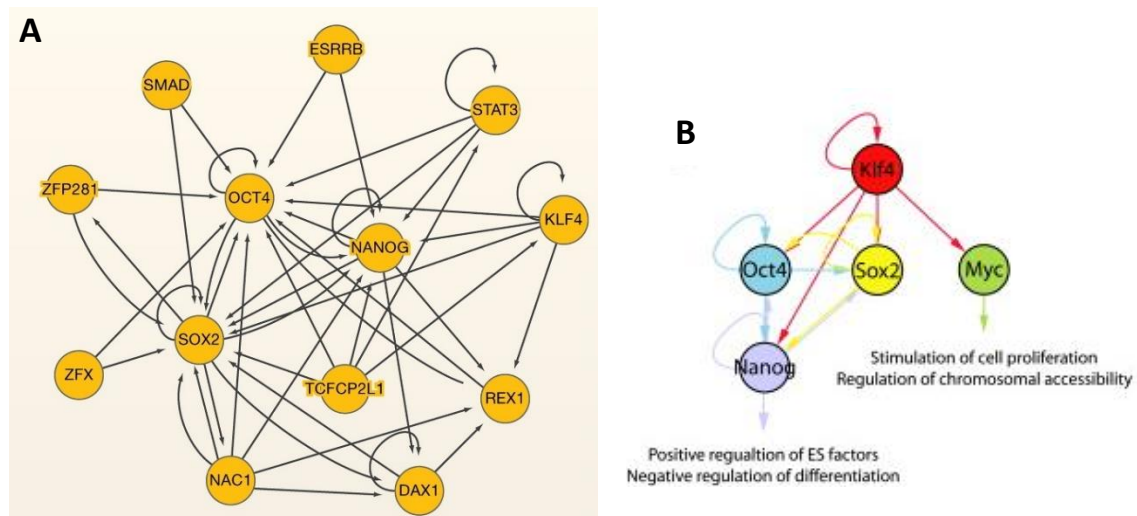 A
ESRRB
SMAD
STAT3
ZFP281
OCT4
KLF4
NANOG
SOX2
ZFX
TCFCP2L1
REX1
NAC1
DAX1
B
Klf4
Oct4
Sox2
Myc
Nanog
Stimulation of cell proliferation
Regulation of chromosomal accessibility
Positive regualtion of ES factors
Negative regulation of differentiation